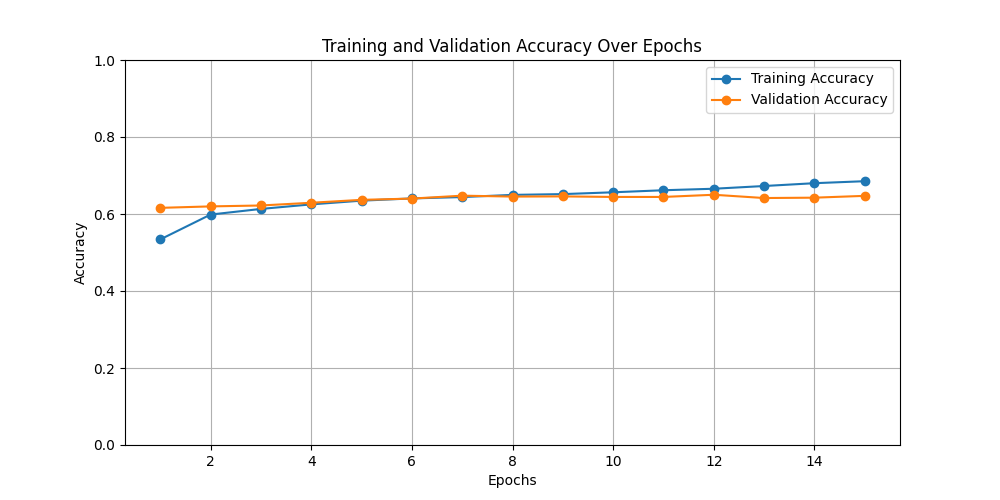 Training and Validation Accuracy Over Epochs
Training Accuracy
Validation Accuracy
1.0
0.8
0.6
0.4
0.2
0.0
Accuracy
2 4 6 8 10 12 14
Epochs